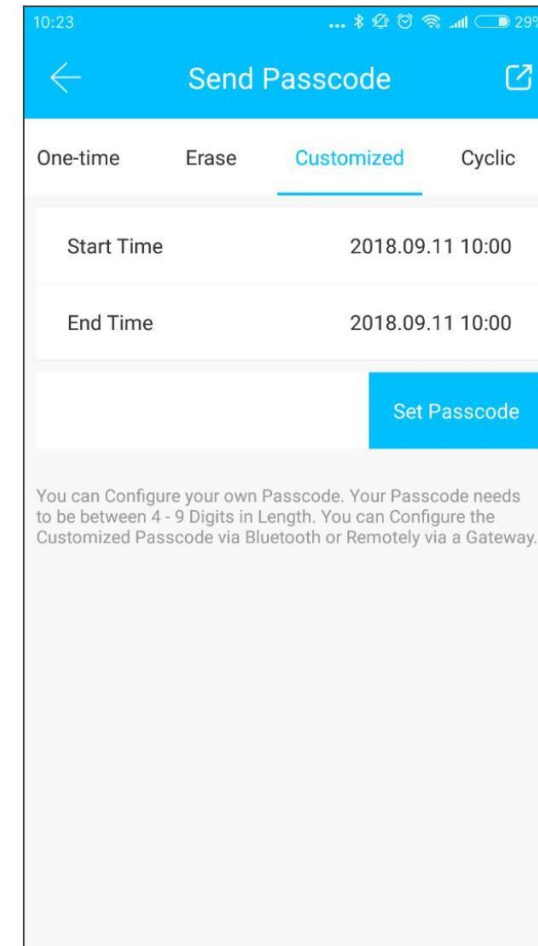 10:23 ... 29%
Send Passcode
One-time Erase Customized Cyclic
Start Time 2018.09.11 10:00
End Time 2018.09.11 10:00
Set Passcode
You can Configure your own Passcode. Your Passcode needs
to be between 4 - 9 Digits in Length. You can Configure the
Customized Passcode via Bluetooth or Remotely via a Gateway.